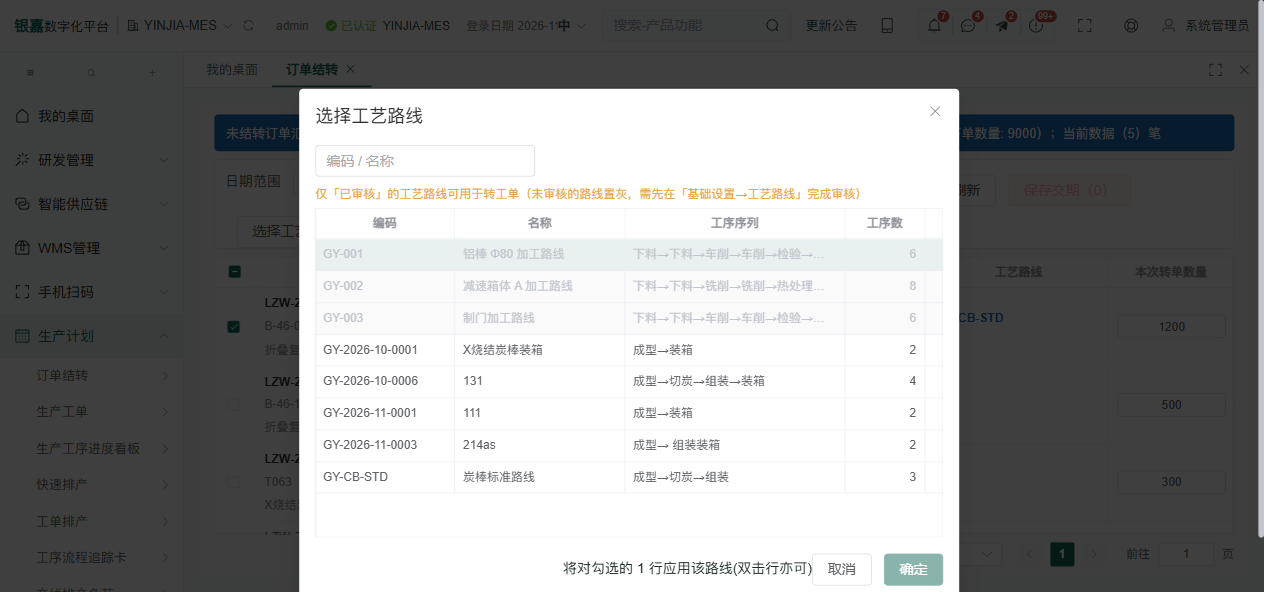 银嘉数字化平台 YINJIA-MES admin 已认证 YINJIA-MES 登录日期 2026-1 中 搜索-产品功能 更新公告 7 4 2 99+ 系统管理员
我的桌面 订单结转
选择工艺路线
编码 / 名称
仅「已审核」的工艺路线可用于转工单（未审核的路线置灰，需先在「基础设置→工艺路线」完成审核）
编码 名称 工序序列 工序数
GY-001 铝棒 Φ80 加工路线 下料→下料→车削→车削→检验→... 6
GY-002 减速箱体 A 加工路线 下料→下料→铣削→铣削→热处理... 8
GY-003 制门加工路线 下料→下料→车削→车削→检验→... 6
GY-2026-10-0001 X烧结炭棒装箱 成型→装箱 2
GY-2026-10-0006 131 成型→切炭→组装→装箱 4
GY-2026-11-0001 111 成型→装箱 2
GY-2026-11-0003 214as 成型→ 组装装箱 2
GY-CB-STD 炭棒标准路线 成型→切炭→组装 3
将对勾选的 1 行应用该路线(双击行亦可) 取消 确定
我的桌面
研发管理
智能供应链
WMS管理
手机扫码
生产计划
订单结转
生产工单
生产工序进度看板
快速排产
工单排产
工序流程追踪卡
未结转订单汇
单数量: 9000）；当前数据（5）笔
日期范围
刷新 保存交期（0）
选择工艺
工艺路线 本次转单数量
LZW-2
B-46-0
折叠复
CB-STD
1200
LZW-2
B-46-1
折叠复
500
LZW-2
T063
X烧结
300
1 前往 1 页